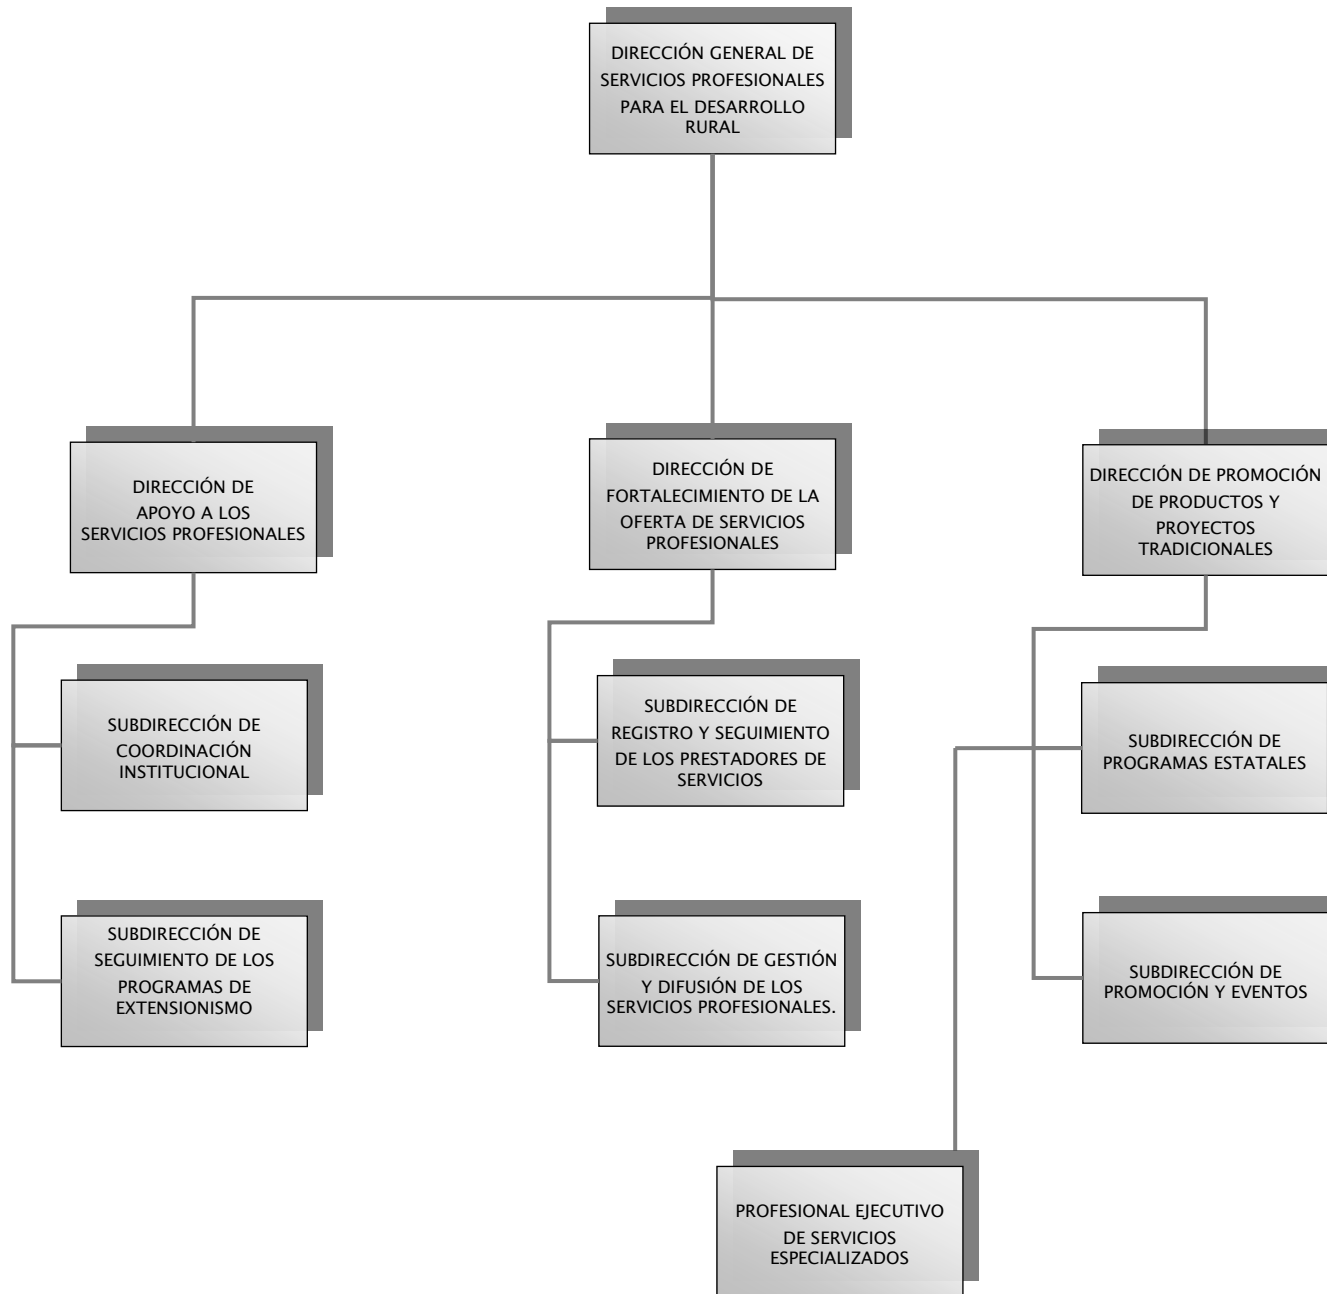 DIRECCIÓN GENERAL DE
SERVICIOS PROFESIONALES
PARA EL DESARROLLO
RURAL
DIRECCIÓN DE
APOYO A LOS
SERVICIOS PROFESIONALES
DIRECCIÓN DE
FORTALECIMIENTO DE LA
OFERTA DE SERVICIOS
PROFESIONALES
DIRECCIÓN DE PROMOCIÓN
DE PRODUCTOS Y
PROYECTOS
TRADICIONALES
SUBDIRECCIÓN DE
COORDINACIÓN
INSTITUCIONAL
SUBDIRECCIÓN DE
REGISTRO Y SEGUIMIENTO
DE LOS PRESTADORES DE
SERVICIOS
SUBDIRECCIÓN DE
PROGRAMAS ESTATALES
SUBDIRECCIÓN DE
SEGUIMIENTO DE LOS
PROGRAMAS DE
EXTENSIONISMO
SUBDIRECCIÓN DE GESTIÓN
Y DIFUSIÓN DE LOS
SERVICIOS PROFESIONALES.
SUBDIRECCIÓN DE
PROMOCIÓN Y EVENTOS
PROFESIONAL EJECUTIVO
DE SERVICIOS
ESPECIALIZADOS